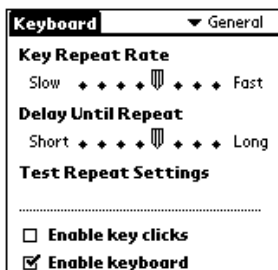 Keyboard General
Key Repeat Rate
Slow Fast
Delay Until Repeat
Short Long
Test Repeat Settings
Enable key clicks
Enable keyboard